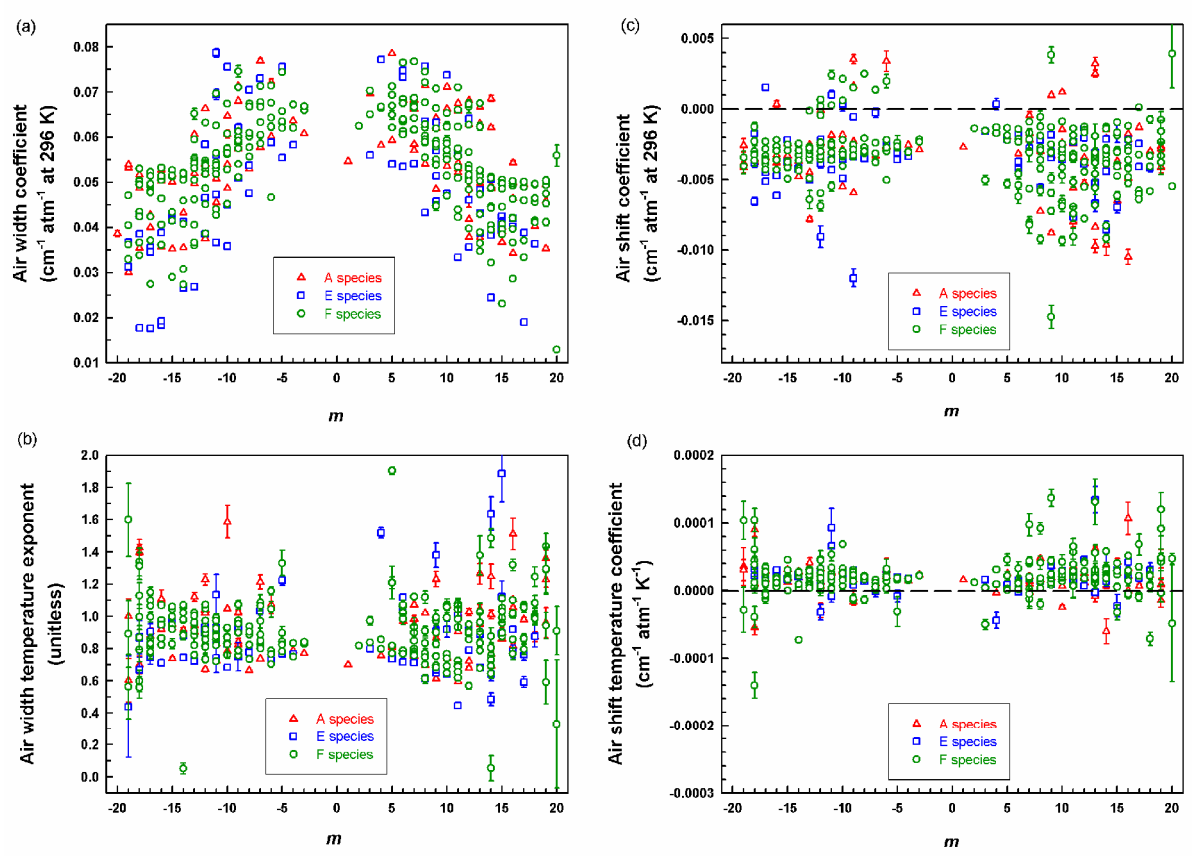 (a)
Air width coefficient
(cm⁻¹ atm⁻¹ at 296 K)
0.08
0.07
0.06
0.05
0.04
0.03
0.02
0.01
A species
E species
F species
-20 -15 -10 -5 0 5 10 15 20
m
(c)
Air shift coefficient
(cm⁻¹ atm⁻¹ at 296 K)
0.005
0.000
-0.005
-0.010
-0.015
A species
E species
F species
-20 -15 -10 -5 0 5 10 15 20
m
(b)
Air width temperature exponent
(unitless)
2.0
1.8
1.6
1.4
1.2
1.0
0.8
0.6
0.4
0.2
0.0
A species
E species
F species
-20 -15 -10 -5 0 5 10 15 20
m
(d)
Air shift temperature coefficient
(cm⁻¹ atm⁻¹ K⁻¹)
0.0002
0.0001
0.0000
-0.0001
-0.0002
-0.0003
A species
E species
F species
-20 -15 -10 -5 0 5 10 15 20
m